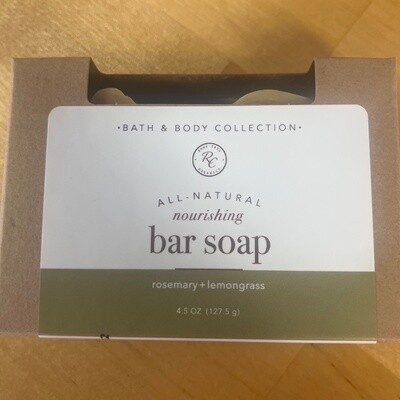 •BATH & BODY COLLECTION•
RC
ALL-NATURAL
nourishing
bar soap
rosemary + lemongrass
4.5 OZ (127.5 g)